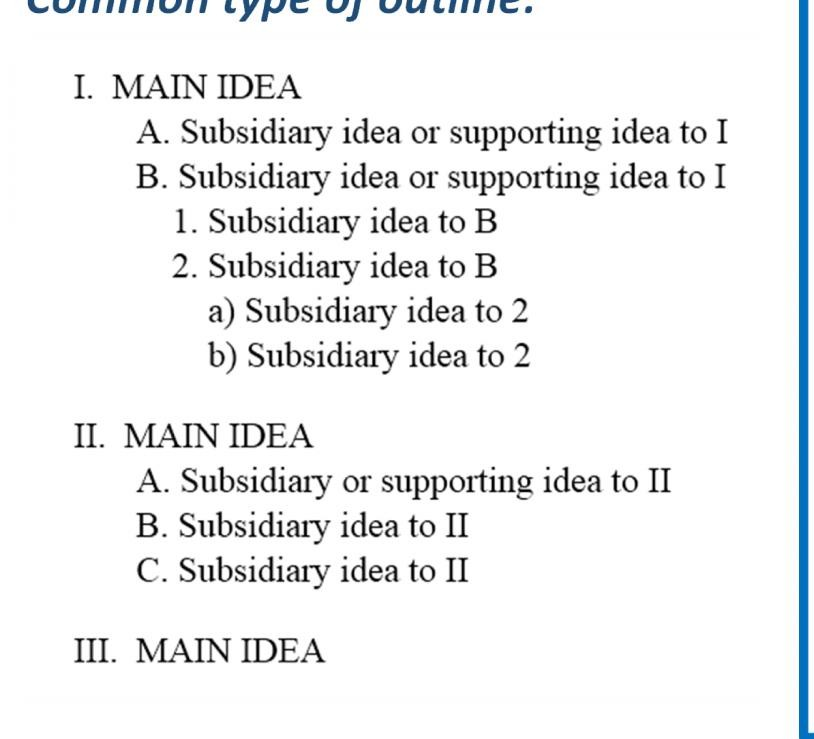 Common type of outline:
I. MAIN IDEA
A. Subsidiary idea or supporting idea to I
B. Subsidiary idea or supporting idea to I
1. Subsidiary idea to B
2. Subsidiary idea to B
a) Subsidiary idea to 2
b) Subsidiary idea to 2
II. MAIN IDEA
A. Subsidiary or supporting idea to II
B. Subsidiary idea to II
C. Subsidiary idea to II
III. MAIN IDEA